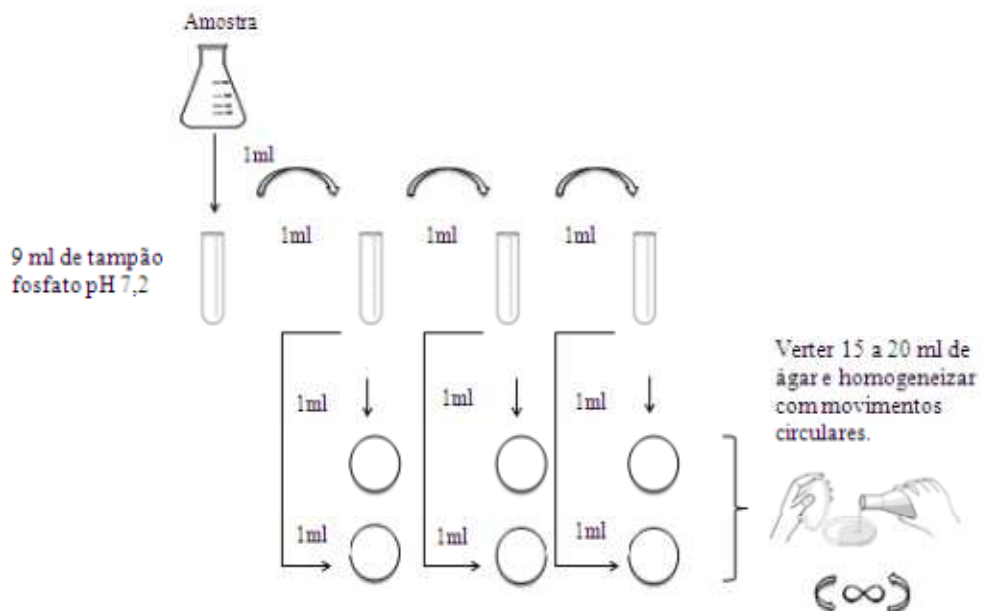 Amostra
1ml
1ml
1ml
1ml
9 ml de tampão
fosfato pH 7,2
Verter 15 a 20 ml de
ágar e homogeneizar
com movimentos
circulares.
1ml
1ml
1ml
1ml
1ml
1ml